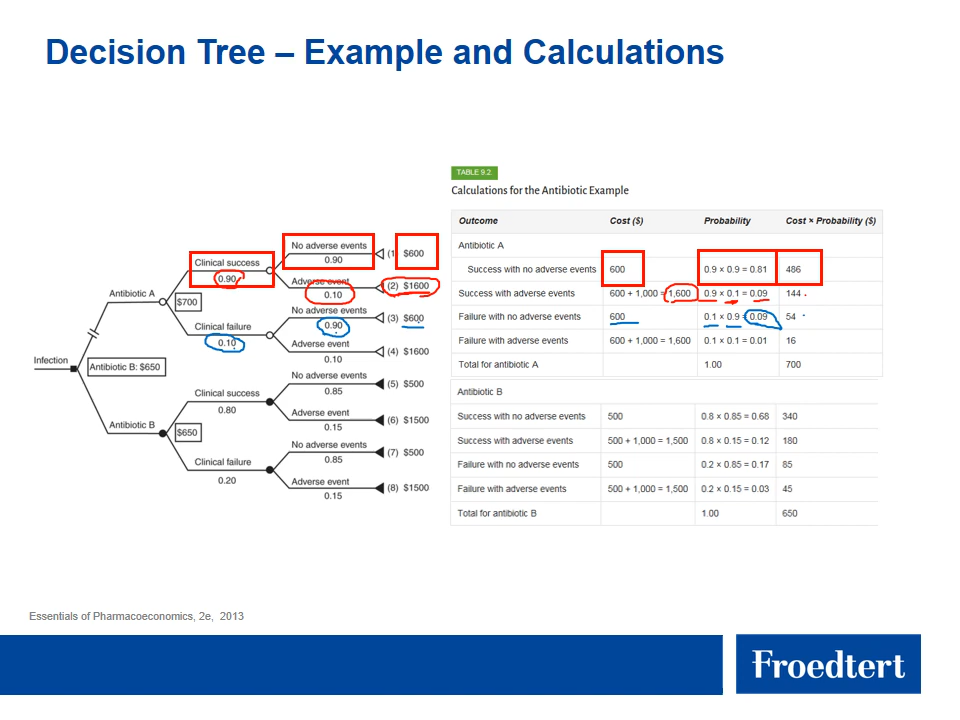 Decision Tree – Example and Calculations
TABLE 9.2
Calculations for the Antibiotic Example
Outcome Cost ($) Probability Cost × Probability ($)
Antibiotic A
Success with no adverse events 600 0.9 × 0.9 = 0.81 486
Success with adverse events 600 + 1,000 = 1,600 0.9 × 0.1 = 0.09 144
Failure with no adverse events 600 0.1 × 0.9 = 0.09 54
Failure with adverse events 600 + 1,000 = 1,600 0.1 × 0.1 = 0.01 16
Total for antibiotic A 1.00 700
Antibiotic B
Success with no adverse events 500 0.8 × 0.85 = 0.68 340
Success with adverse events 500 + 1,000 = 1,500 0.8 × 0.15 = 0.12 180
Failure with no adverse events 500 0.2 × 0.85 = 0.17 85
Failure with adverse events 500 + 1,000 = 1,500 0.2 × 0.15 = 0.03 45
Total for antibiotic B 1.00 650
Infection
Antibiotic B: $650
Antibiotic A
$700
Clinical success
0.90
No adverse events
0.90
(1) $600
Adverse event
0.10
(2) $1600
Clinical failure
0.10
No adverse events
0.90
(3) $600
Adverse event
0.10
(4) $1600
Antibiotic B
$650
Clinical success
0.80
No adverse events
0.85
(5) $500
Adverse event
0.15
(6) $1500
Clinical failure
0.20
No adverse events
0.85
(7) $500
Adverse event
0.15
(8) $1500
Essentials of Pharmacoeconomics, 2e, 2013
Froedtert